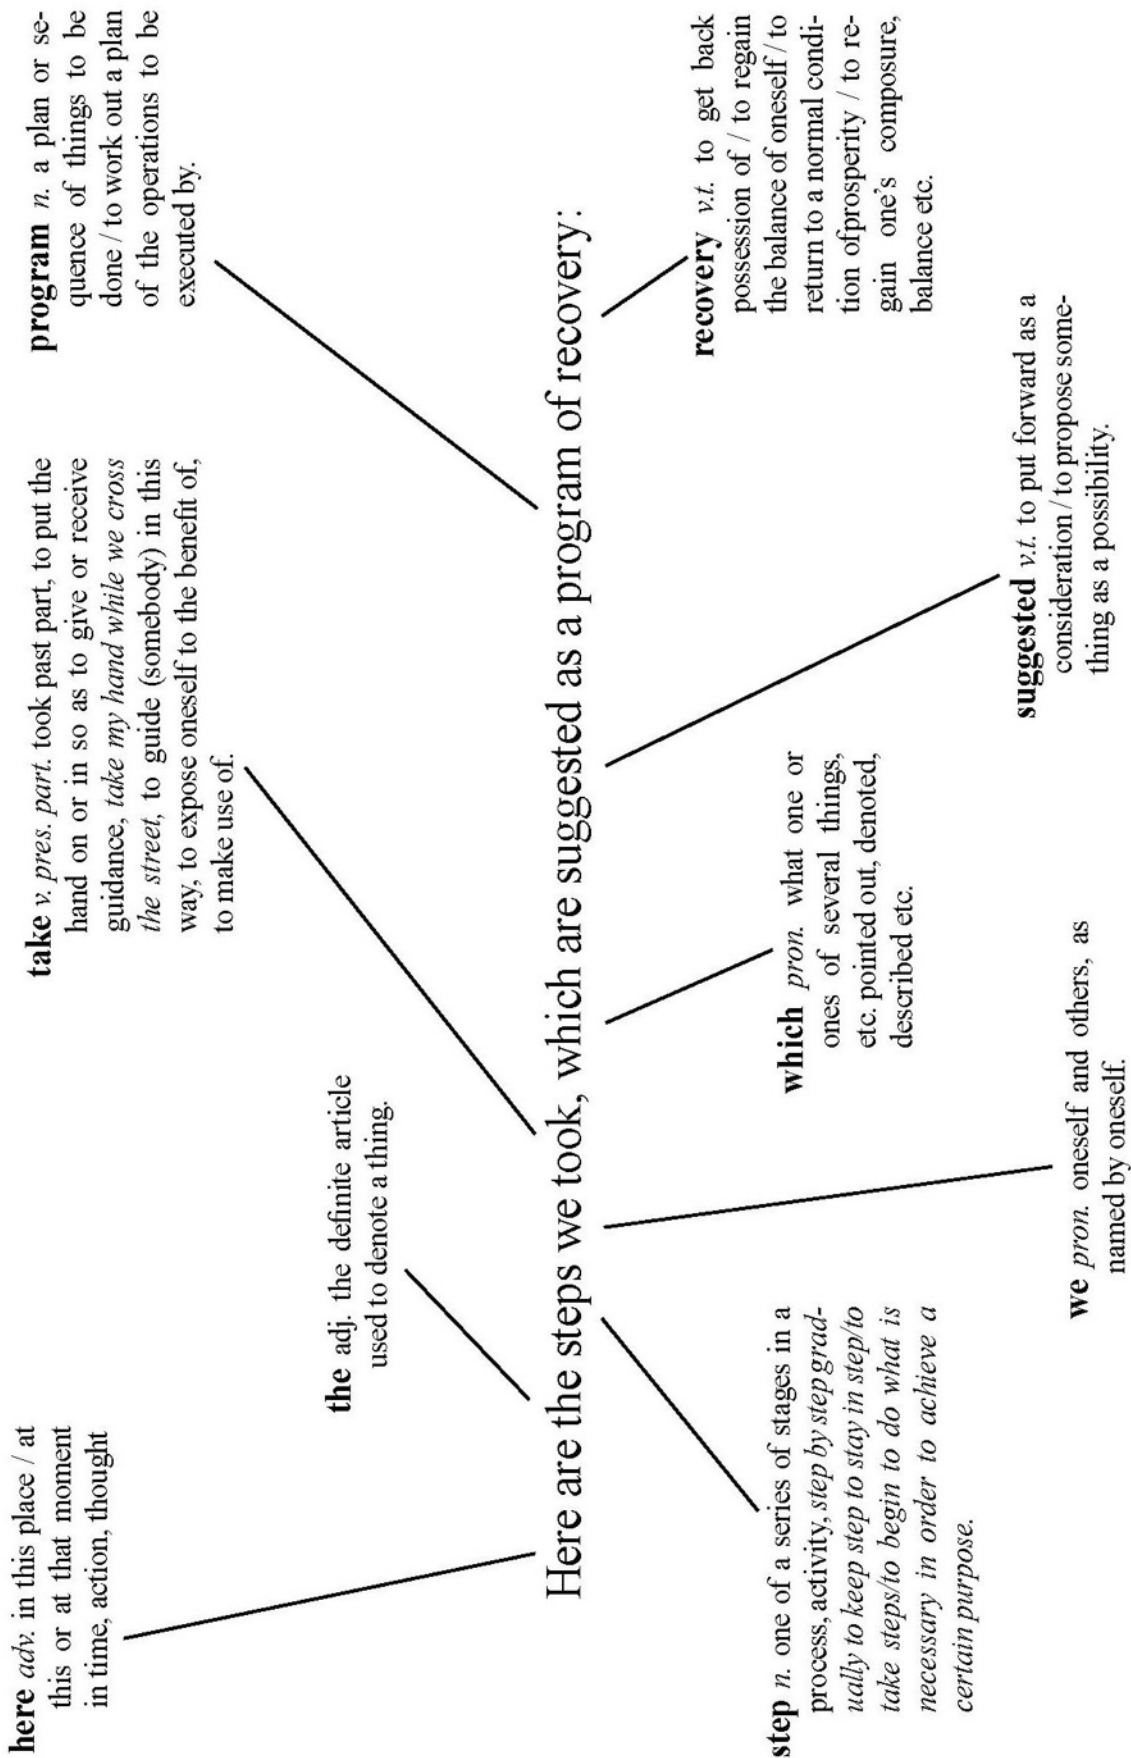 here adv. in this place / at
this or at that moment
in time, action, thought
the adj. the definite article
used to denote a thing.
take v. pres. part. took past part, to put the
hand on or in so as to give or receive
guidance, take my hand while we cross
the street, to guide (somebody) in this
way, to expose oneself to the benefit of,
to make use of.
program n. a plan or se-
quence of things to be
done / to work out a plan
of the operations to be
executed by.
Here are the steps we took, which are suggested as a program of recovery:
step n. one of a series of stages in a
process, activity, step by step grad-
ually to keep step to stay in step/to
take steps/to begin to do what is
necessary in order to achieve a
certain purpose.
we pron. oneself and others, as
named by oneself.
which pron. what one or
ones of several things,
etc. pointed out, denoted,
described etc.
suggested v.t. to put forward as a
consideration / to propose some-
thing as a possibility.
recovery v.t. to get back
possession of / to regain
the balance of oneself / to
return to a normal condi-
tion ofprosperity / to re-
gain one's composure,
balance etc.